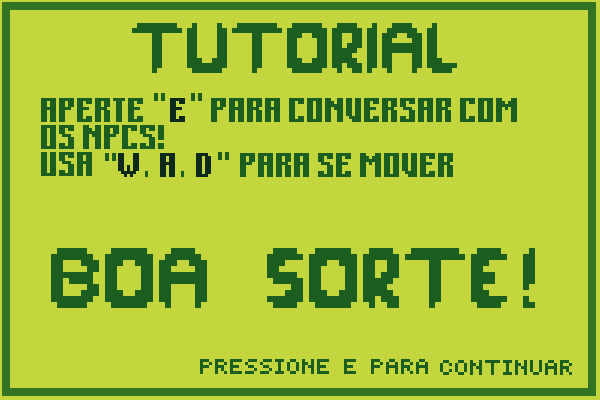 TUTORIAL
APERTE "E" PARA CONVERSAR COM
OS NPCS!
USA "W, A, D" PARA SE MOVER
BOA SORTE!
PRESSIONE E PARA CONTINUAR